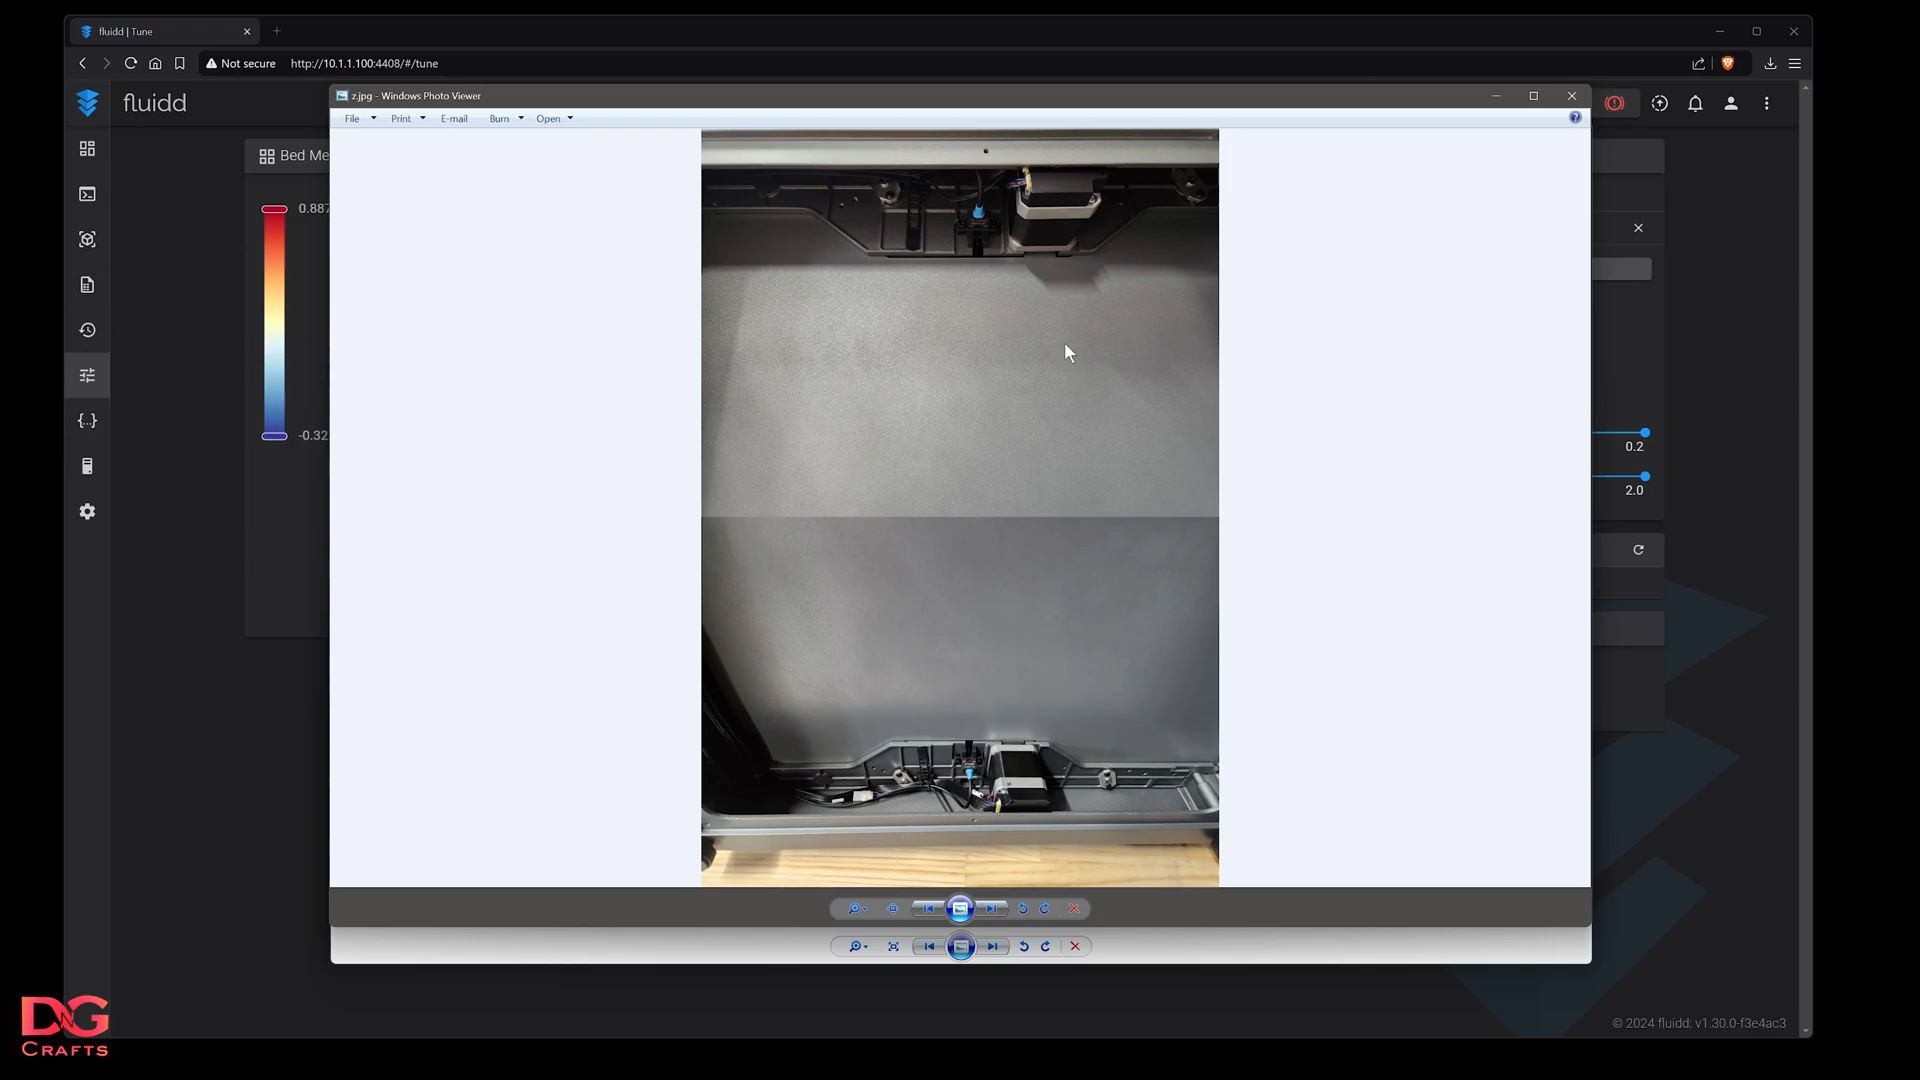 fluidd | Tune
Not secure
http://10.1.1.100:4408/#/tune
fluidd
z.jpg - Windows Photo Viewer
File
Print
E-mail
Burn
Open
Bed Me
0.887
-0.32
0.2
2.0
© 2024 fluidd: v1.30.0-f3e4ac3
DNG
CRAFTS